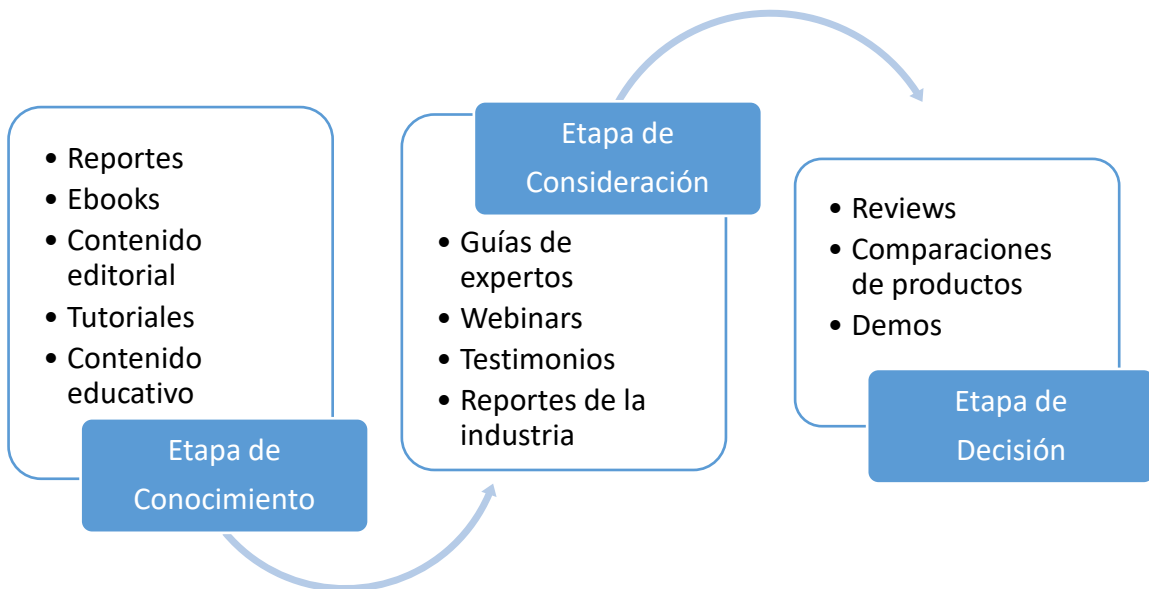 • Reportes
• Ebooks
• Contenido
editorial
• Tutoriales
• Contenido
educativo
Etapa de
Conocimiento
Etapa de
Consideración
• Guías de
expertos
• Webinars
• Testimonios
• Reportes de la
industria
• Reviews
• Comparaciones
de productos
• Demos
Etapa de
Decisión